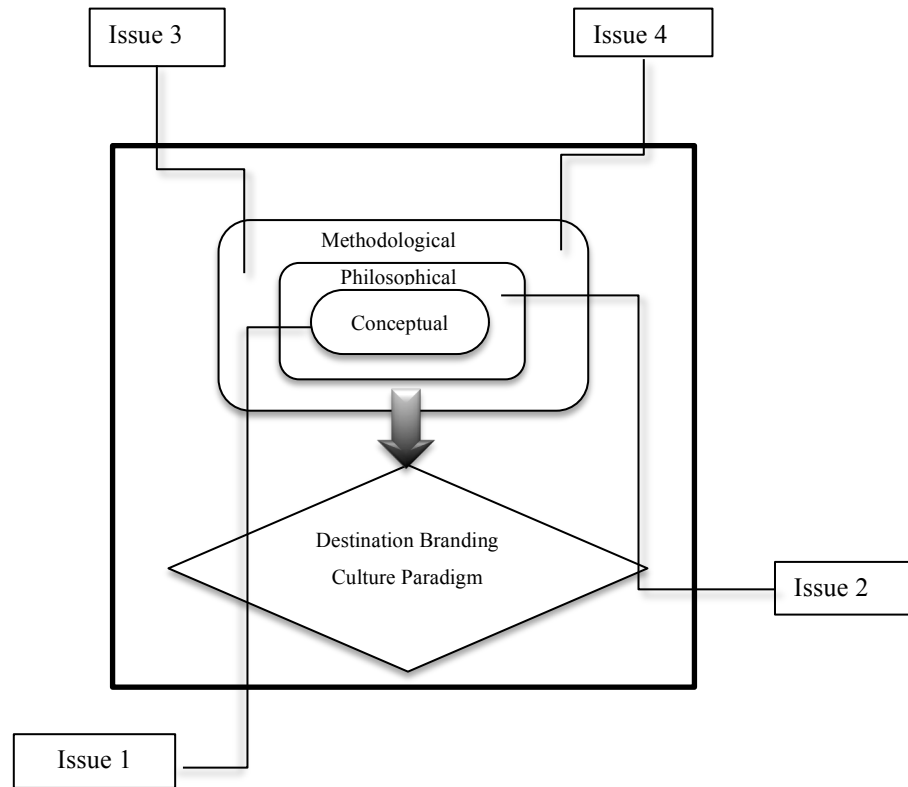 Issue 3
Issue 4
Methodological
Philosophical
Conceptual
Destination Branding
Culture Paradigm
Issue 2
Issue 1